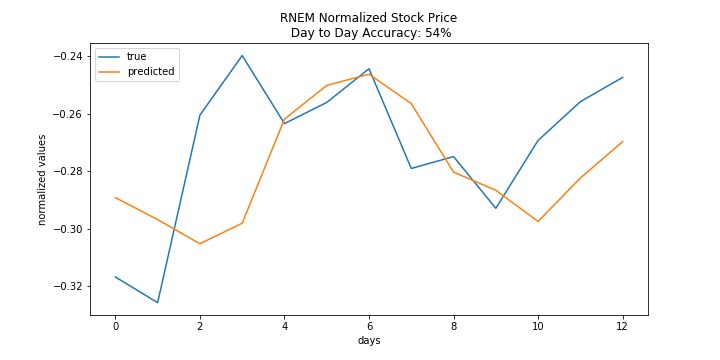 RNEM Normalized Stock Price
Day to Day Accuracy: 54%
true
predicted
−0.24
−0.26
−0.28
−0.30
−0.32
normalized values
0 2 4 6 8 10 12
days